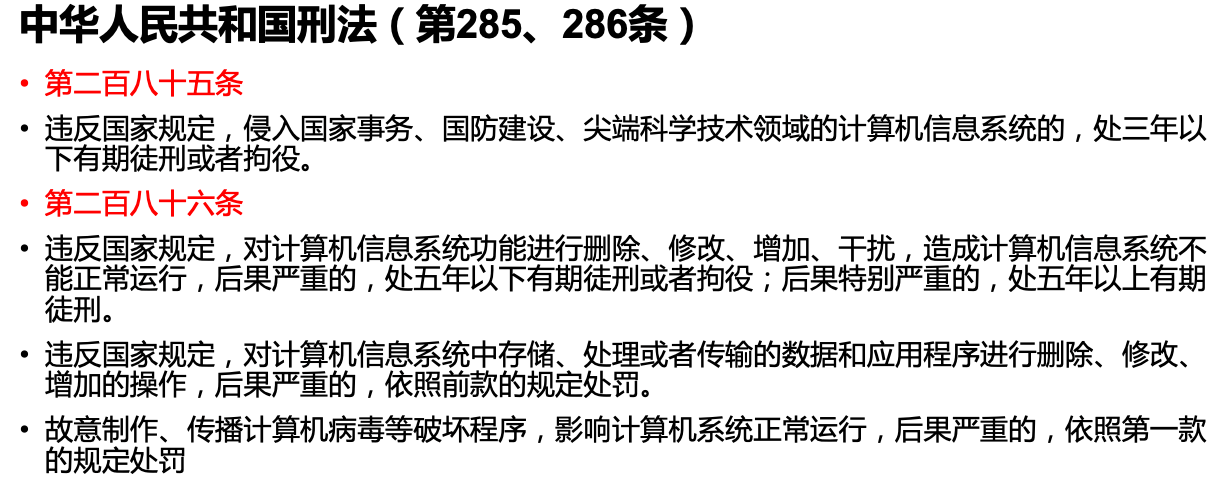 中华人民共和国刑法（第285、286条）
• 第二百八十五条
• 违反国家规定，侵入国家事务、国防建设、尖端科学技术领域的计算机信息系统的，处三年以
下有期徒刑或者拘役。
• 第二百八十六条
• 违反国家规定，对计算机信息系统功能进行删除、修改、增加、干扰，造成计算机信息系统不
能正常运行，后果严重的，处五年以下有期徒刑或者拘役；后果特别严重的，处五年以上有期
徒刑。
• 违反国家规定，对计算机信息系统中存储、处理或者传输的数据和应用程序进行删除、修改、
增加的操作，后果严重的，依照前款的规定处罚。
• 故意制作、传播计算机病毒等破坏程序，影响计算机系统正常运行，后果严重的，依照第一款
的规定处罚